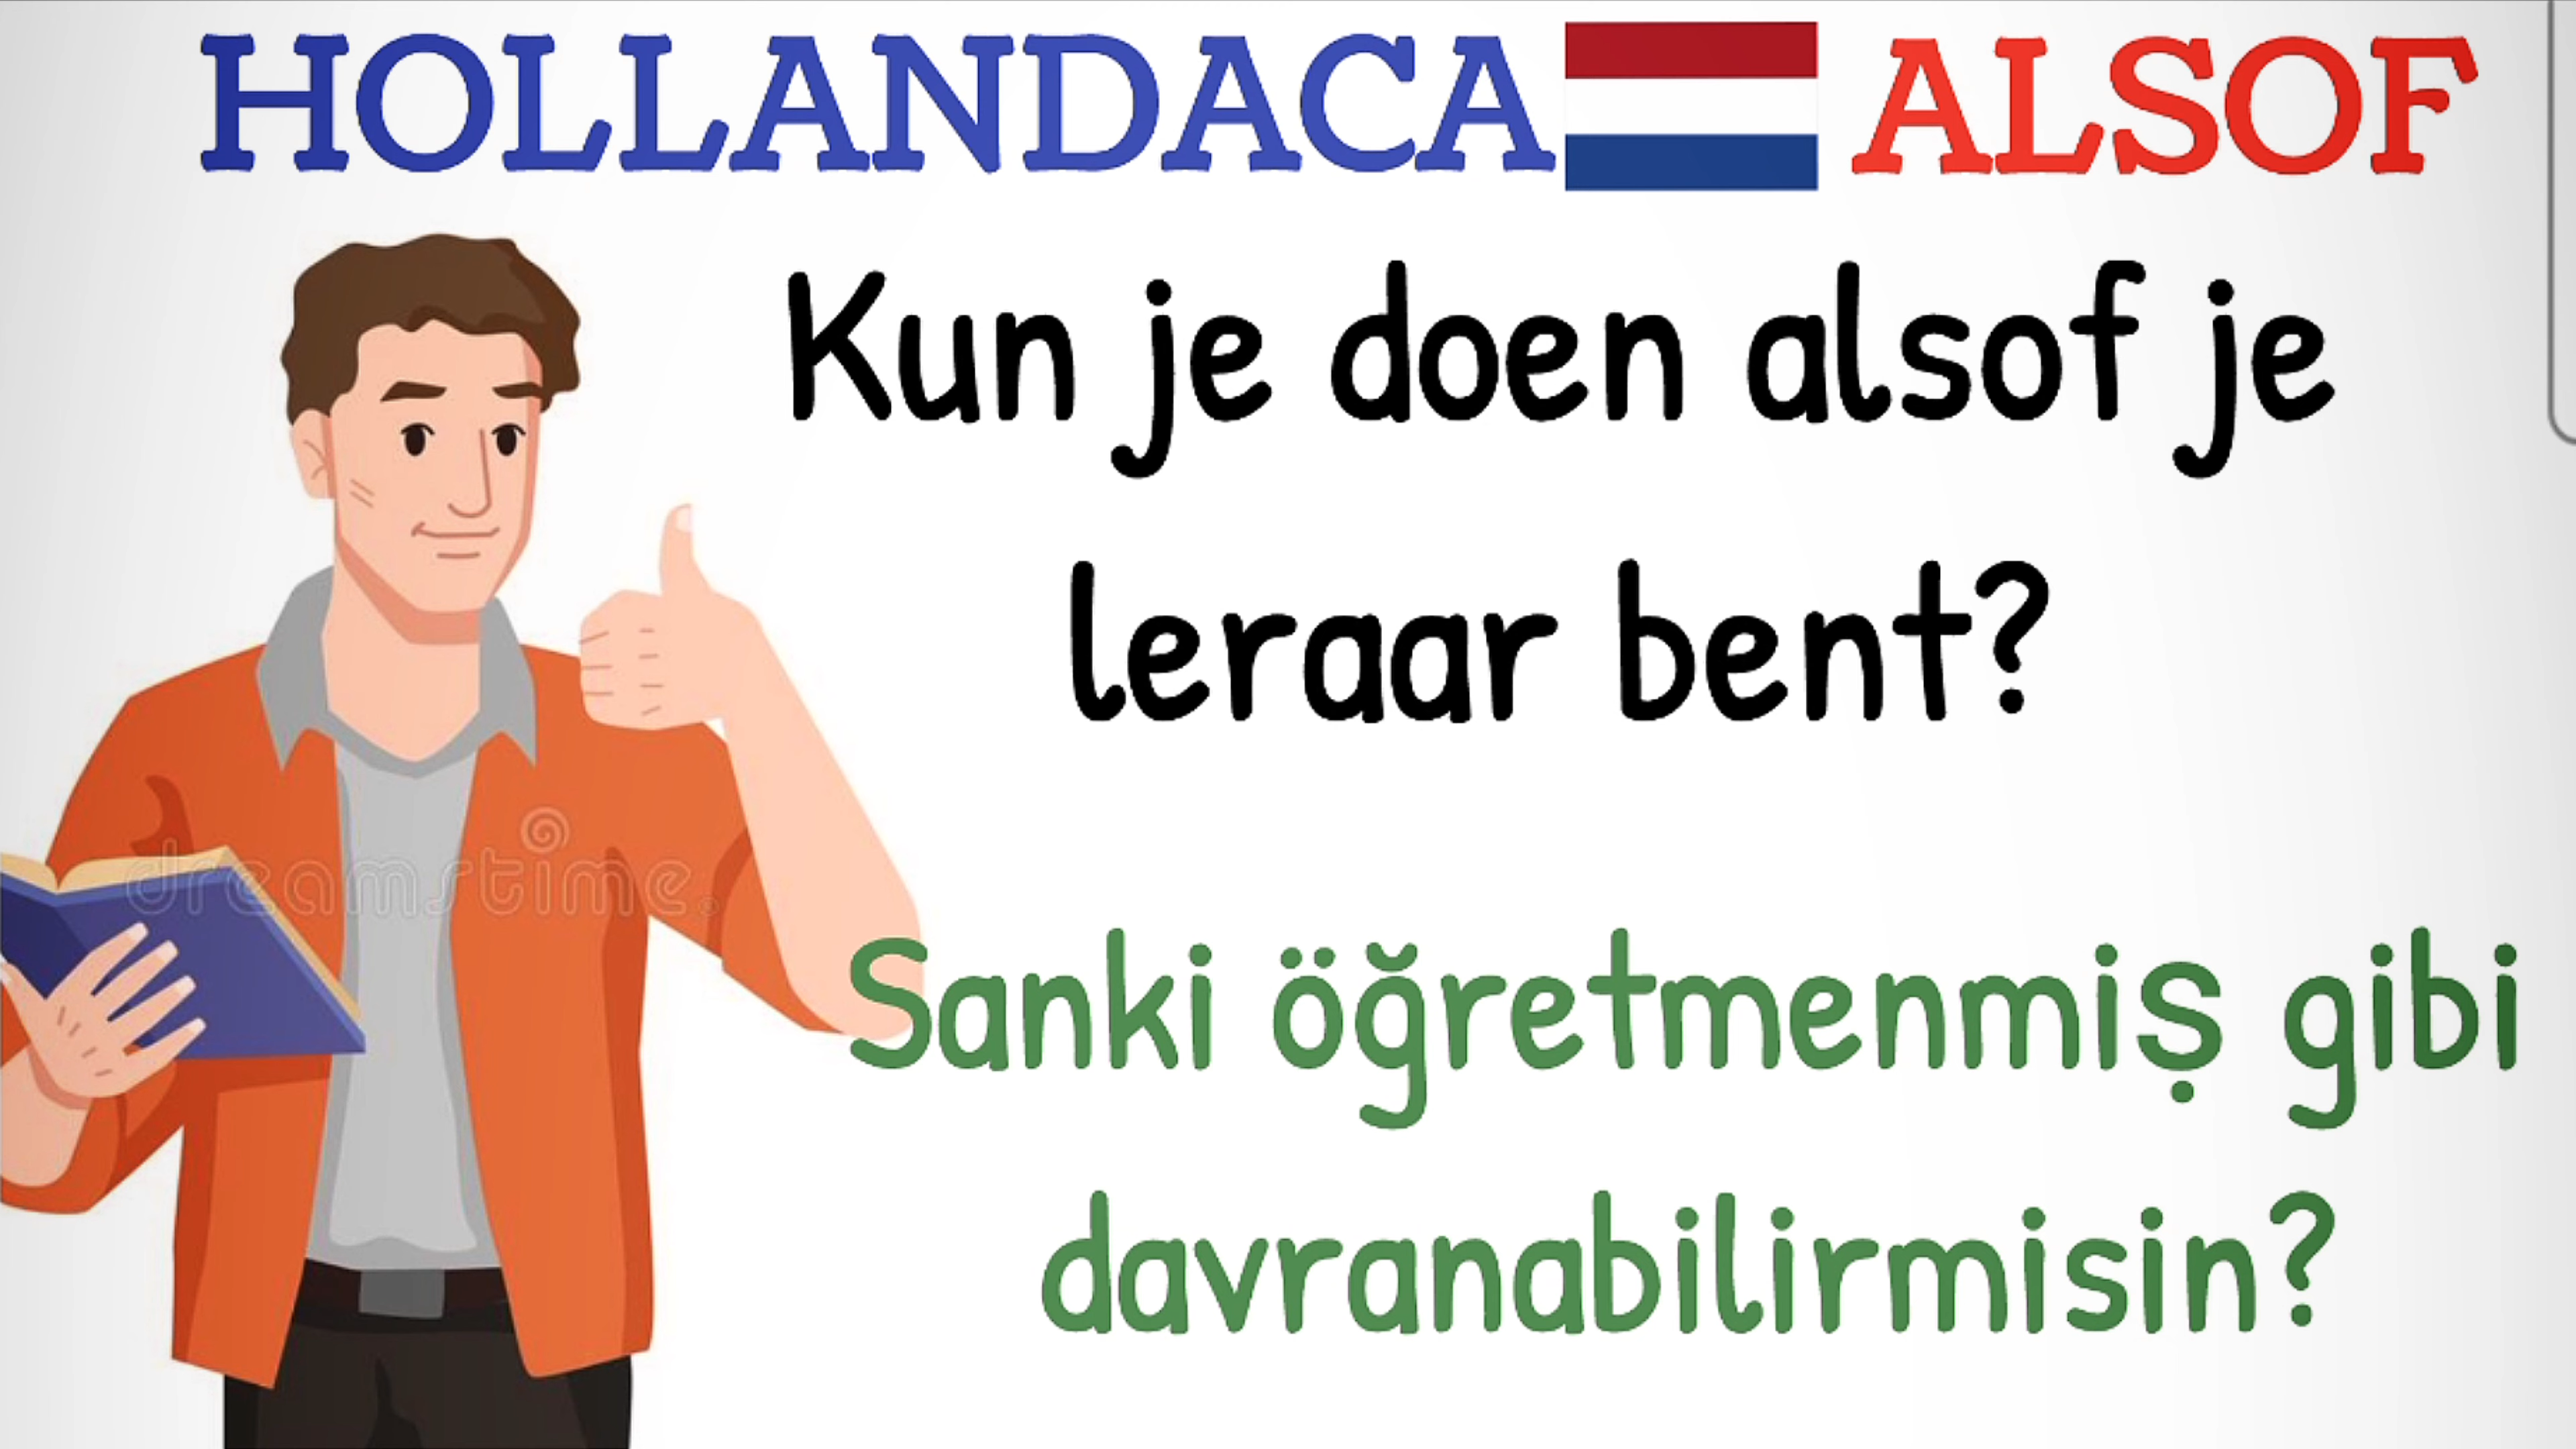 HOLLANDACA ALSOF
Kun je doen alsof je
leraar bent?
dreamstime.
Sanki öğretmenmiş gibi
davranabilirmisin?